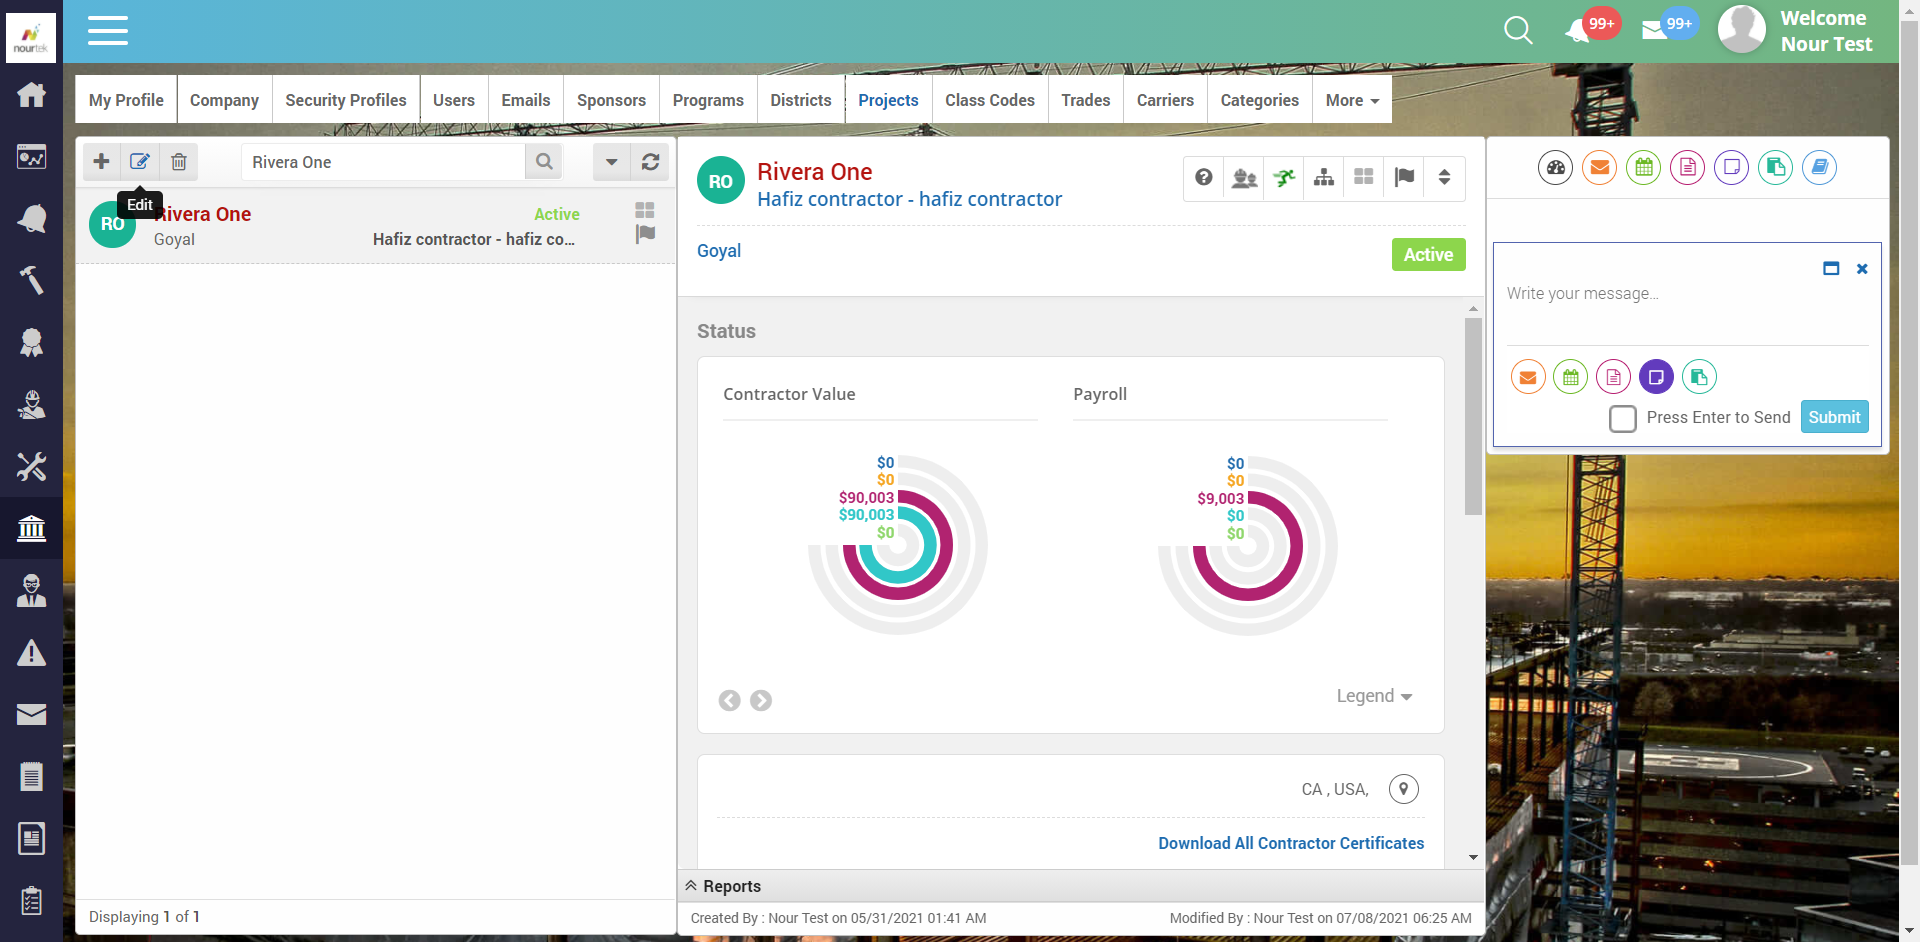 nourtek
99+
99+
Welcome
Nour Test
My Profile
Company
Security Profiles
Users
Emails
Sponsors
Programs
Districts
Projects
Class Codes
Trades
Carriers
Categories
More
Rivera One
Edit
RO
Rivera One
Active
Goyal
Hafiz contractor - hafiz co...
Displaying 1 of 1
RO
Rivera One
Hafiz contractor - hafiz contractor
Goyal
Active
Status
Contractor Value
$0
$0
$90,003
$90,003
$0
Payroll
$0
$0
$9,003
$0
$0
Legend
CA , USA,
Download All Contractor Certificates
Reports
Created By : Nour Test on 05/31/2021 01:41 AM
Modified By : Nour Test on 07/08/2021 06:25 AM
Write your message...
Press Enter to Send
Submit